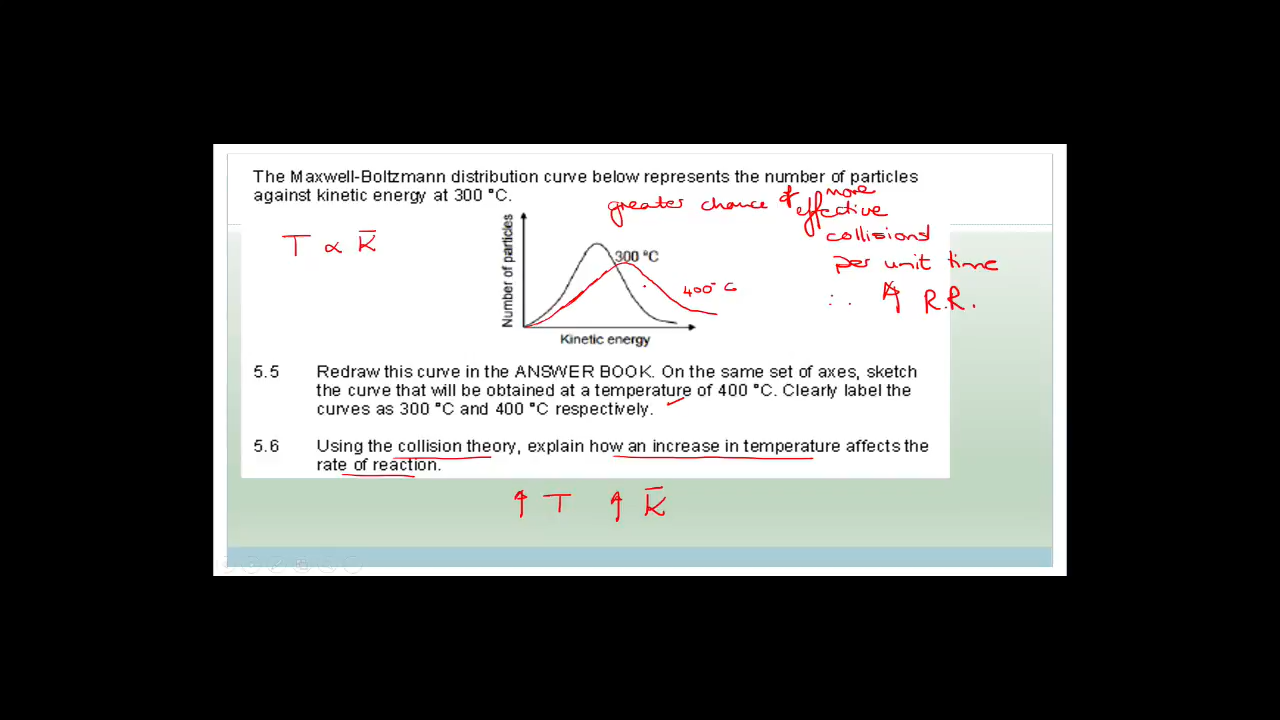 The Maxwell-Boltzmann distribution curve below represents the number of particles
against kinetic energy at 300 °C.
greater chance of more
effective
collisions
per unit time
∴ ↑ R.R.
T ∝ K̄
Number of particles
300 °C
400° C
Kinetic energy
5.5 Redraw this curve in the ANSWER BOOK. On the same set of axes, sketch
the curve that will be obtained at a temperature of 400 °C. Clearly label the
curves as 300 °C and 400 °C respectively.
5.6 Using the collision theory, explain how an increase in temperature affects the
rate of reaction.
↑ T ↑ K̄